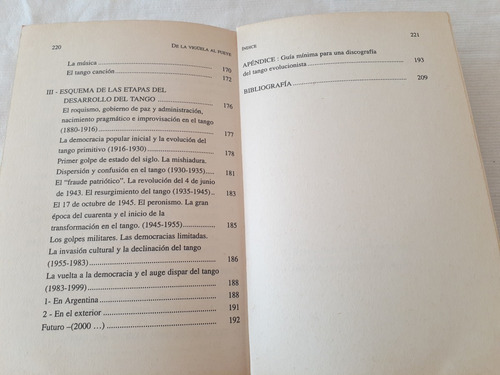 220 DE LA VIGÜELA AL FUEYE
La música ... 170
El tango canción ... 172
III - ESQUEMA DE LAS ETAPAS DEL
DESARROLLO DEL TANGO ... 176
El roquismo, gobierno de paz y administración,
nacimiento pragmático e improvisación en el tango
(1880-1916) ... 177
La democracia popular inicial y la evolución del
tango primitivo (1916-1930) ... 178
Primer golpe de estado del siglo. La mishiadura.
Dispersión y confusión en el tango (1930-1935) ... 181
El "fraude patriótico". La revolución del 4 de junio
de 1943. El resurgimiento del tango (1935-1945) ... 183
El 17 de octubre de 1945. El peronismo. La gran
época del cuarenta y el inicio de la
transformación en el tango. (1945-1955) ... 185
Los golpes militares. Las democracias limitadas.
La invasión cultural y la declinación del tango
(1955-1983) ... 186
La vuelta a la democracia y el auge dispar del tango
(1983-1999) ... 188
1- En Argentina ... 188
2 - En el exterior ... 191
Futuro –(2000 ...) ... 192
INDICE 221
APÉNDICE : Guía mínima para una discografía
del tango evolucionista ... 193
BIBLIOGRAFÍA ... 209